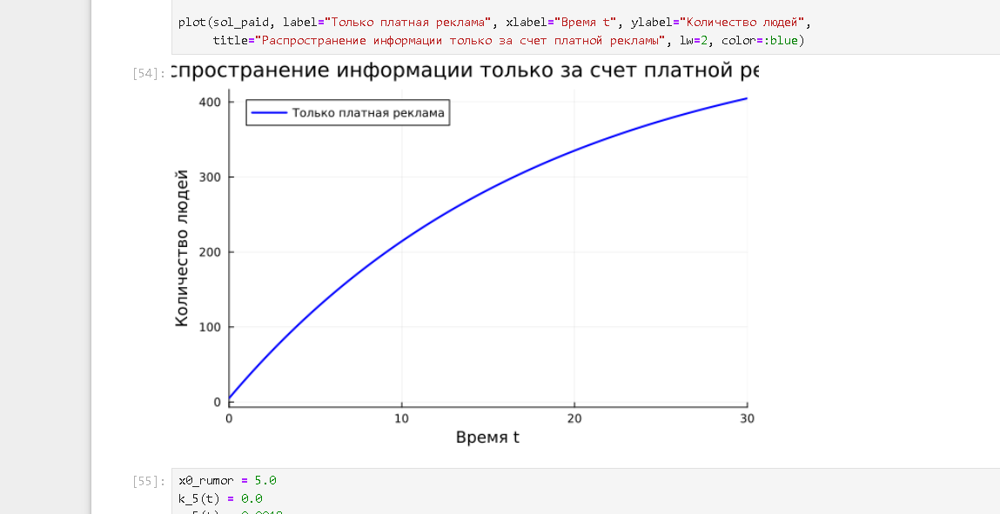 plot(sol_paid, label="Только платная реклама", xlabel="Время t", ylabel="Количество людей",
title="Распространение информации только за счет платной рекламы", lw=2, color=:blue)
[54]:
спространение информации только за счет платной ре
400
Только платная реклама
300
200
100
0
Количество людей
0 10 20 30
Время t
[55]:
x0_rumor = 5.0
k_5(t) = 0.0